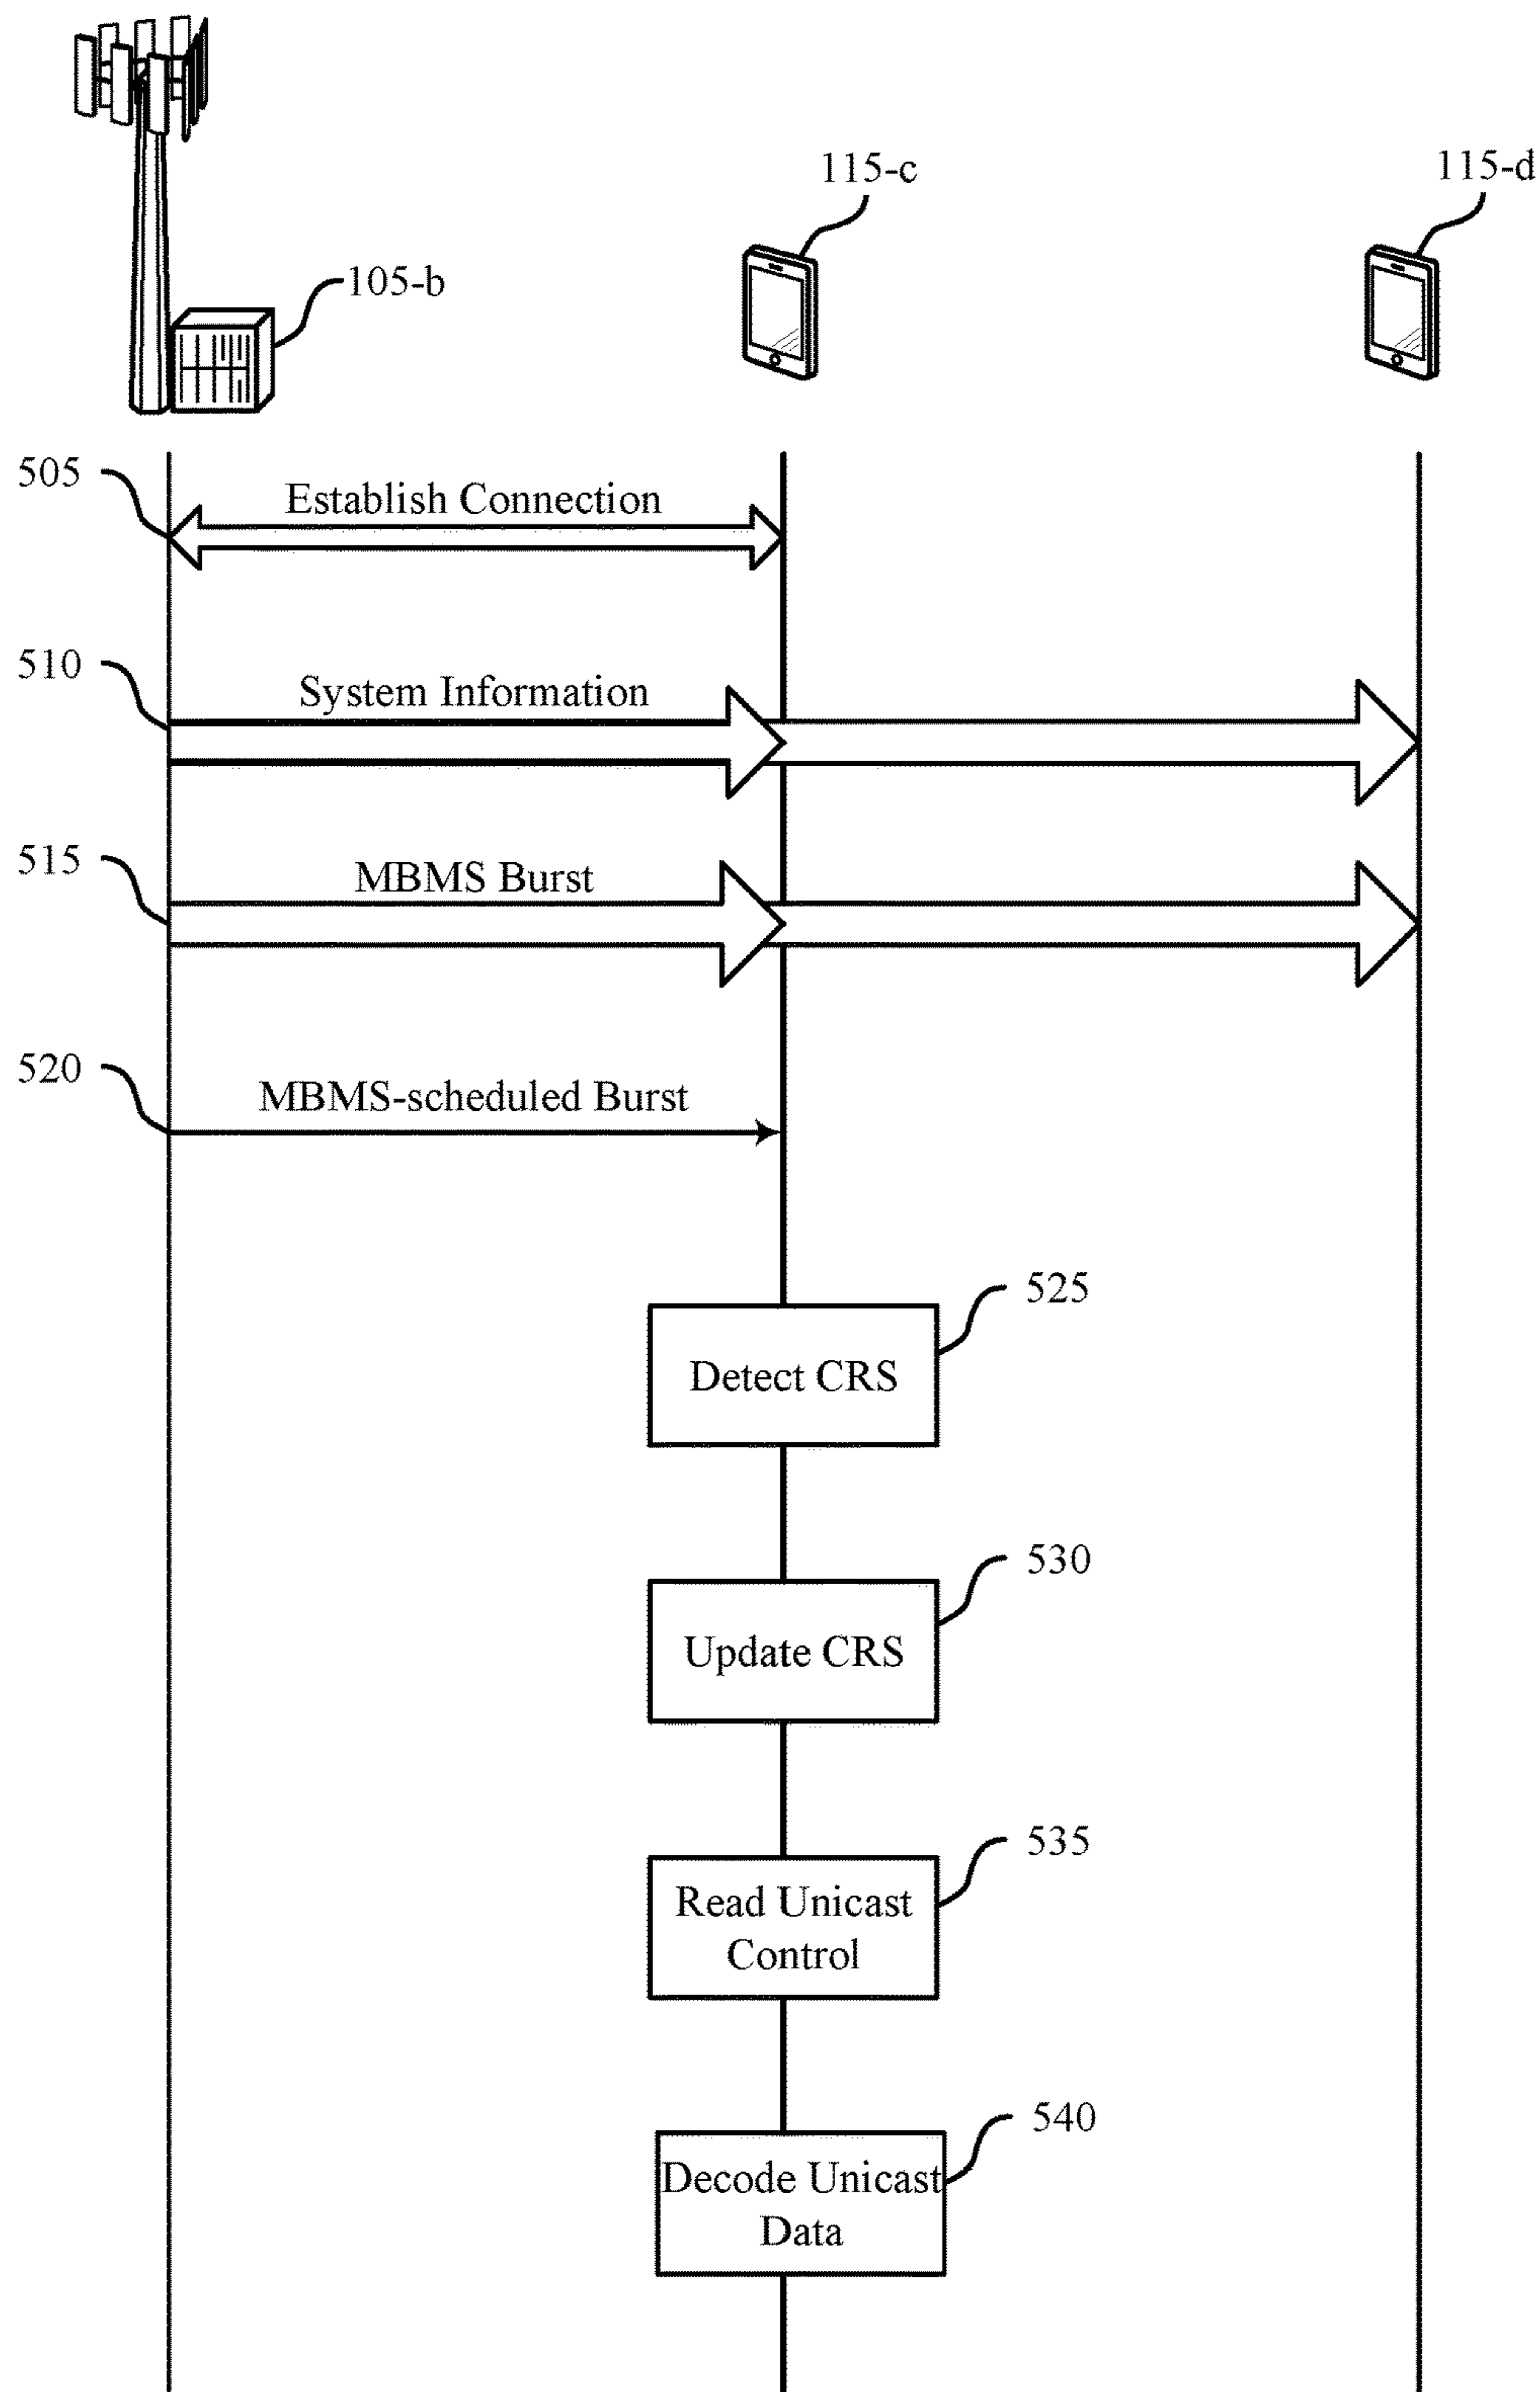 115-c
115-d
105-b
505
Establish Connection
510
System Information
515
MBMS Burst
520
MBMS-scheduled Burst
525
Detect CRS
530
Update CRS
535
Read Unicast
Control
540
Decode Unicast
Data